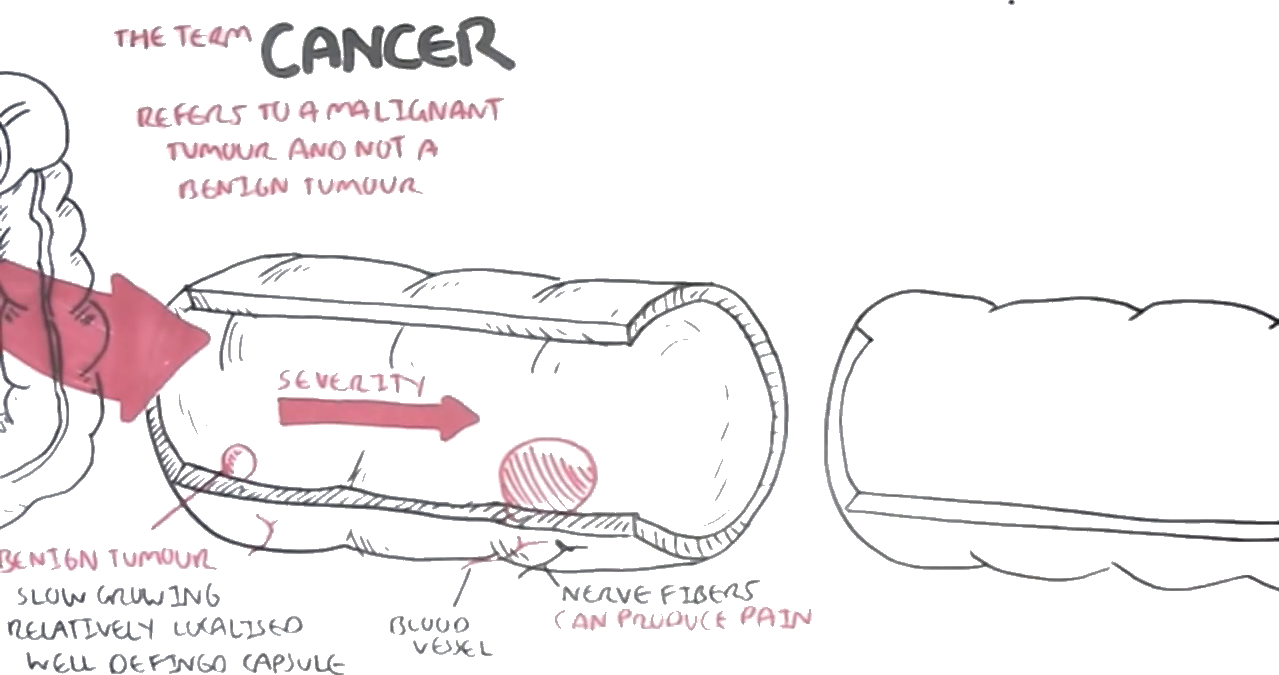 THE TERM CANCER
REFERS TO A MALIGNANT
TUMOUR AND NOT A
BENIGN TUMOUR
SEVERITY
BENIGN TUMOUR
SLOW GROWING
RELATIVELY LOCALISED
WELL DEFINED CAPSULE
BLOOD
VESSEL
NERVE FIBERS
CAN PRODUCE PAIN